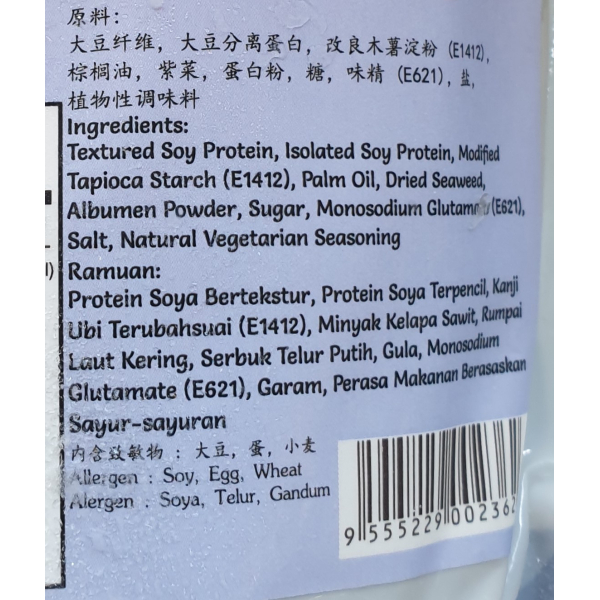 原料:
大豆纤维，大豆分离蛋白，改良木薯淀粉 (E1412),
棕榈油，紫菜，蛋白粉，糖，味精 (E621), 盐,
植物性调味料
Ingredients:
Textured Soy Protein, Isolated Soy Protein, Modified
Tapioca Starch (E1412), Palm Oil, Dried Seaweed,
Albumen Powder, Sugar, Monosodium Glutamate (E621),
Salt, Natural Vegetarian Seasoning
Ramuan:
Protein Soya Bertekstur, Protein Soya Terpencil, Kanji
Ubi Terubahsuai (E1412), Minyak Kelapa Sawit, Rumpai
Laut Kering, Serbuk Telur Putih, Gula, Monosodium
Glutamate (E621), Garam, Perasa Makanan Berasaskan
Sayur-sayuran
内含致敏物 : 大豆, 蛋, 小麦
Allergen : Soy, Egg, Wheat
Alergen : Soya, Telur, Gandum
9 555229 00236